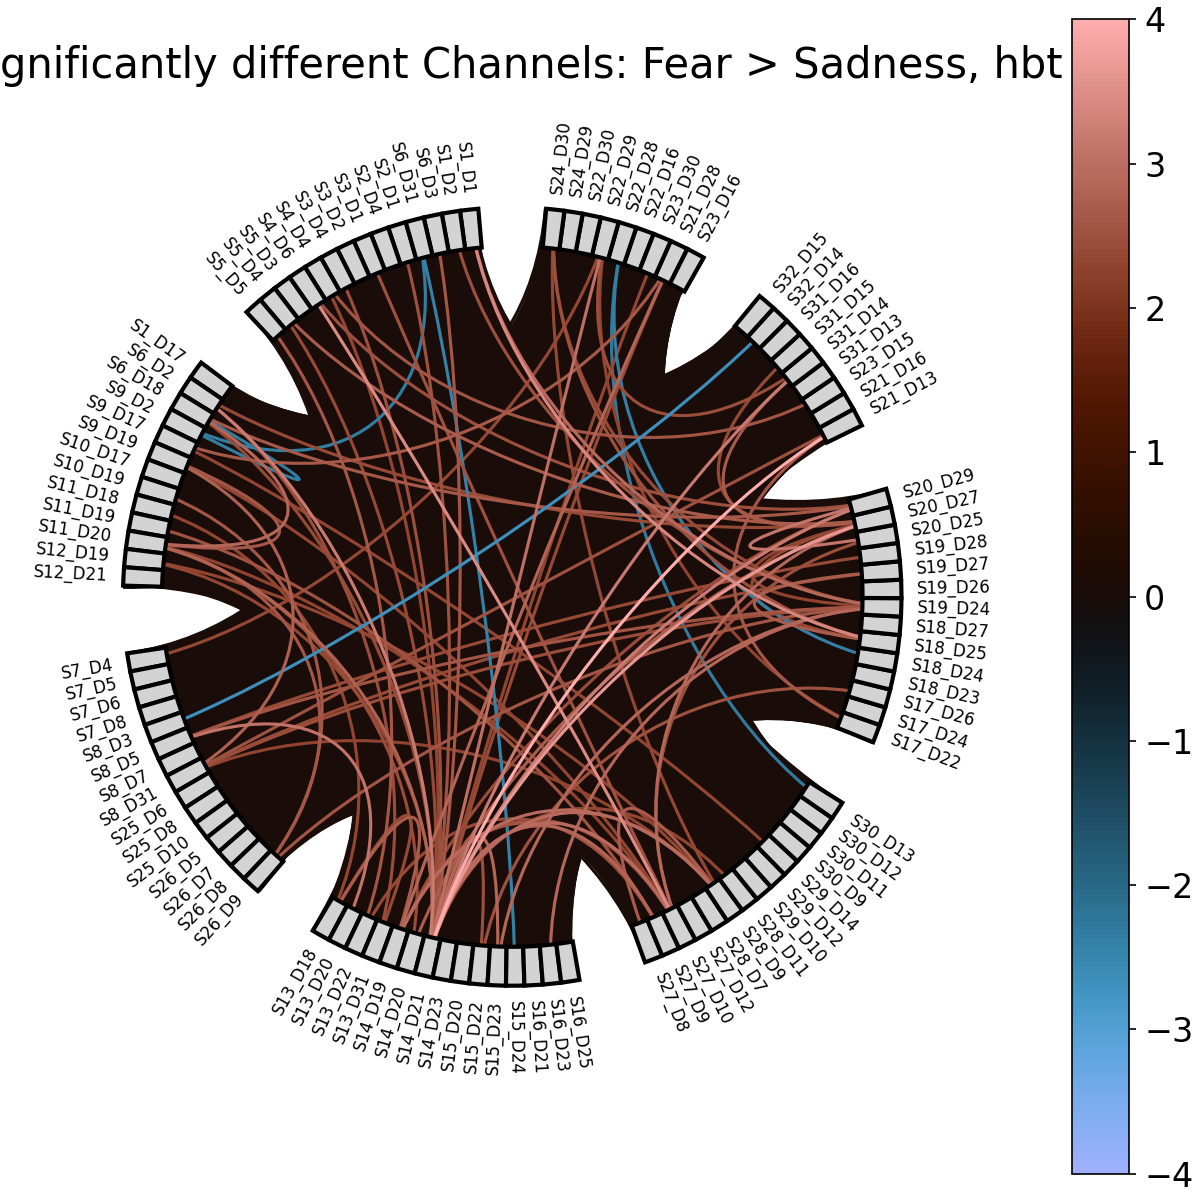 gnificantly different Channels: Fear > Sadness, hbt
4
3
2
1
0
−1
−2
−3
−4
S1_D1
S1_D2
S6_D3
S6_D31
S2_D1
S2_D4
S3_D1
S3_D2
S3_D4
S4_D4
S4_D6
S5_D3
S5_D4
S5_D5
S1_D17
S6_D2
S6_D18
S9_D2
S9_D17
S9_D19
S10_D17
S10_D19
S11_D18
S11_D19
S11_D20
S12_D19
S12_D21
S7_D4
S7_D5
S7_D6
S7_D8
S8_D3
S8_D5
S8_D7
S8_D31
S25_D6
S25_D8
S25_D10
S26_D5
S26_D7
S26_D8
S26_D9
S13_D18
S13_D20
S13_D22
S13_D31
S14_D19
S14_D20
S14_D21
S14_D23
S15_D20
S15_D22
S15_D23
S15_D24
S16_D21
S16_D23
S16_D25
S27_D8
S27_D9
S27_D10
S27_D12
S28_D7
S28_D9
S28_D11
S29_D10
S29_D12
S29_D14
S30_D9
S30_D11
S30_D12
S30_D13
S17_D22
S17_D24
S17_D26
S18_D23
S18_D24
S18_D25
S18_D27
S19_D24
S19_D26
S19_D27
S19_D28
S20_D25
S20_D27
S20_D29
S21_D13
S21_D16
S23_D15
S31_D13
S31_D14
S31_D15
S31_D16
S32_D14
S32_D15
S23_D16
S21_D28
S23_D30
S22_D16
S22_D28
S22_D29
S22_D30
S24_D29
S24_D30